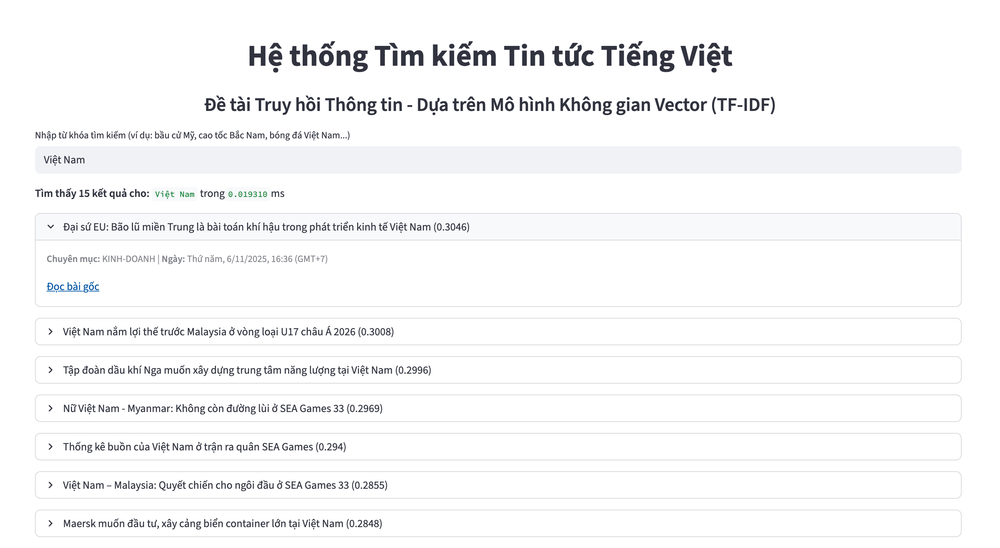 Hệ thống Tìm kiếm Tin tức Tiếng Việt
Đề tài Truy hồi Thông tin - Dựa trên Mô hình Không gian Vector (TF-IDF)
Nhập từ khóa tìm kiếm (ví dụ: bầu cử Mỹ, cao tốc Bắc Nam, bóng đá Việt Nam...)
Việt Nam
Tìm thấy 15 kết quả cho: Việt Nam trong 0.019310 ms
Đại sứ EU: Bão lũ miền Trung là bài toán khí hậu trong phát triển kinh tế Việt Nam (0.3046)
Chuyên mục: KINH-DOANH | Ngày: Thứ năm, 6/11/2025, 16:36 (GMT+7)
Đọc bài gốc
Việt Nam nắm lợi thế trước Malaysia ở vòng loại U17 châu Á 2026 (0.3008)
Tập đoàn dầu khí Nga muốn xây dựng trung tâm năng lượng tại Việt Nam (0.2996)
Nữ Việt Nam - Myanmar: Không còn đường lùi ở SEA Games 33 (0.2969)
Thống kê buồn của Việt Nam ở trận ra quân SEA Games (0.294)
Việt Nam – Malaysia: Quyết chiến cho ngôi đầu ở SEA Games 33 (0.2855)
Maersk muốn đầu tư, xây cảng biển container lớn tại Việt Nam (0.2848)